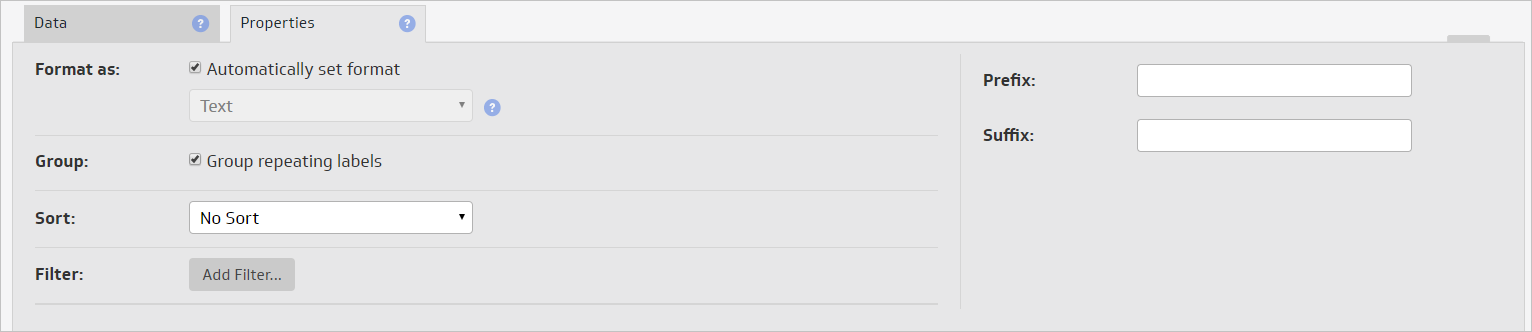 Data ?
Properties ?
Format as: Automatically set format
Text ?
Group: Group repeating labels
Sort: No Sort
Filter: Add Filter...
Prefix:
Suffix: